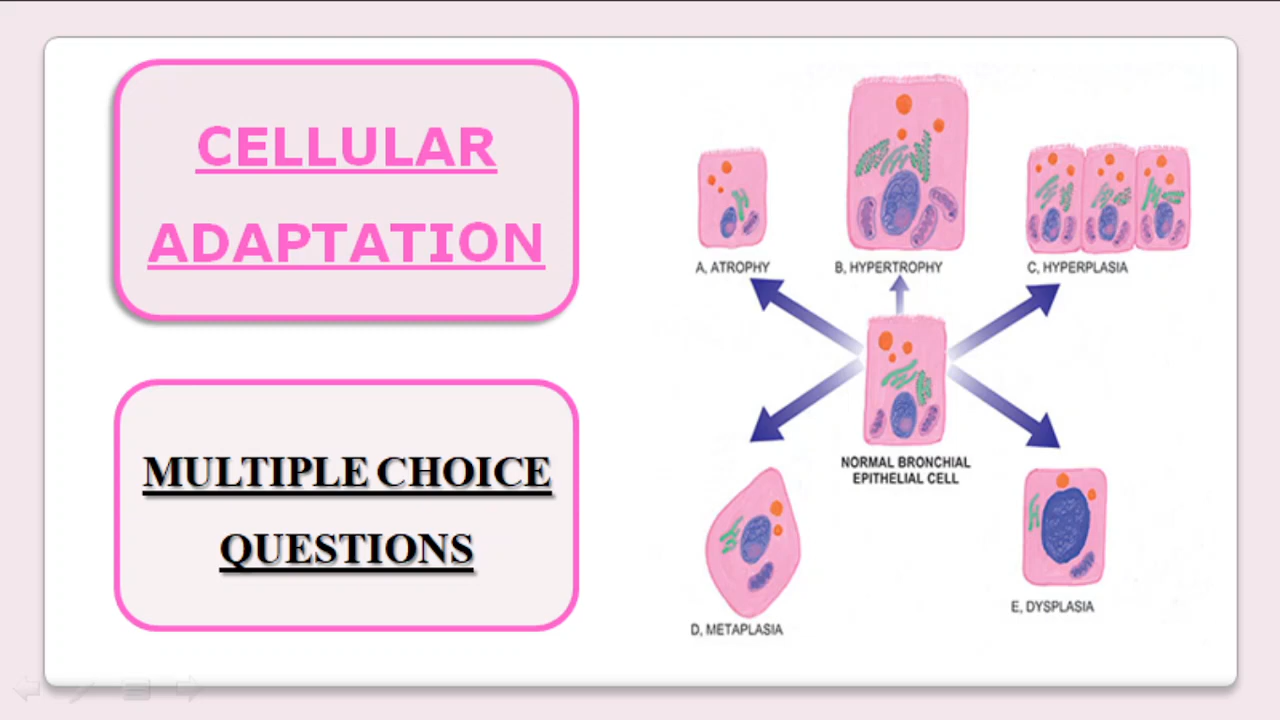 CELLULAR
ADAPTATION
MULTIPLE CHOICE
QUESTIONS
A, ATROPHY
B, HYPERTROPHY
C, HYPERPLASIA
NORMAL BRONCHIAL
EPITHELIAL CELL
D, METAPLASIA
E, DYSPLASIA